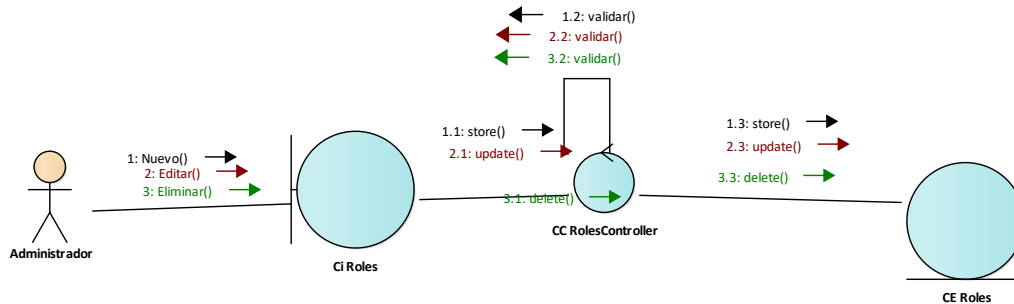 1.2: validar()
2.2: validar()
3.2: validar()
1: Nuevo()
2: Editar()
3: Eliminar()
1.1: store()
2.1: update()
3.1: delete()
1.3: store()
2.3: update()
3.3: delete()
Administrador
Ci Roles
CC RolesController
CE Roles